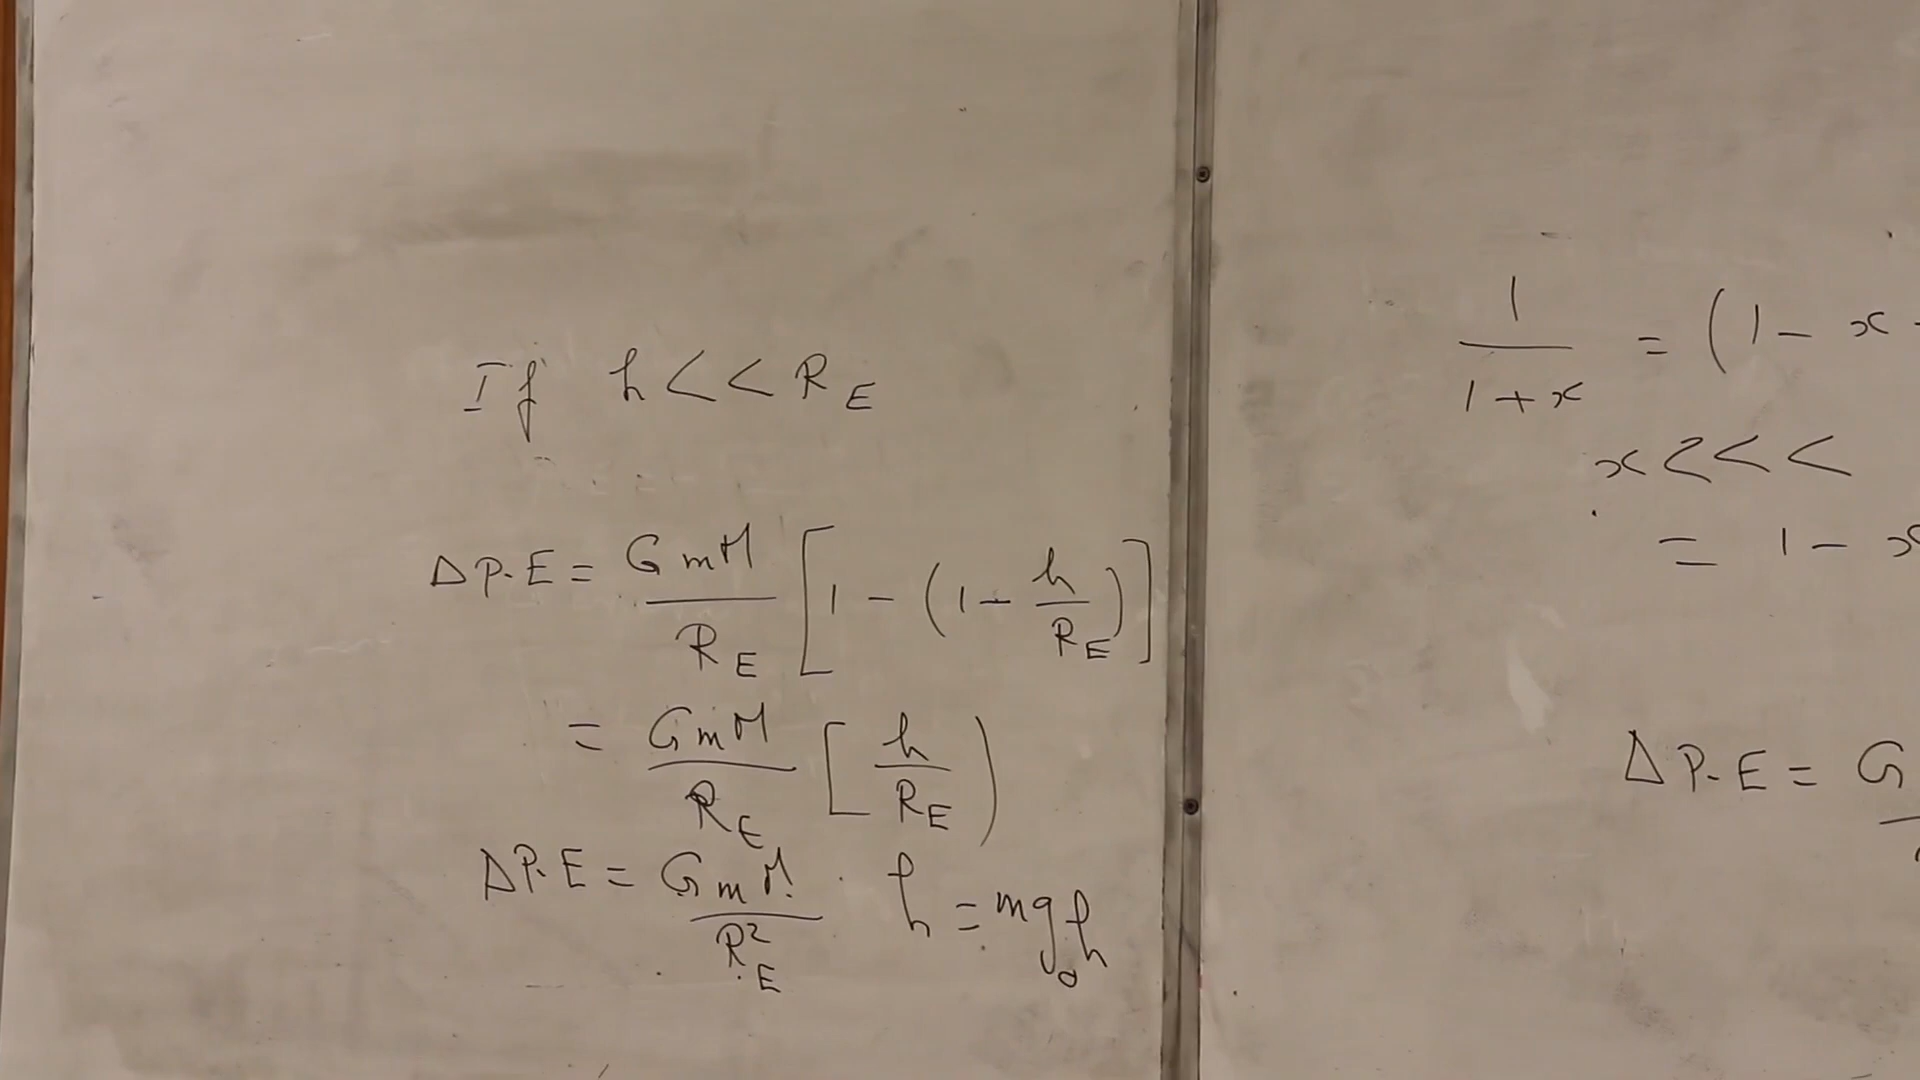 If h << R_E
ΔP.E = GmM/R_E [1 - (1 - h/R_E)]
= GmM/R_E [h/R_E)
ΔP.E = GmM/R²_E · h = mg₀h
1/(1+x) = (1 - x
x <<<
= 1 - x
ΔP.E = G